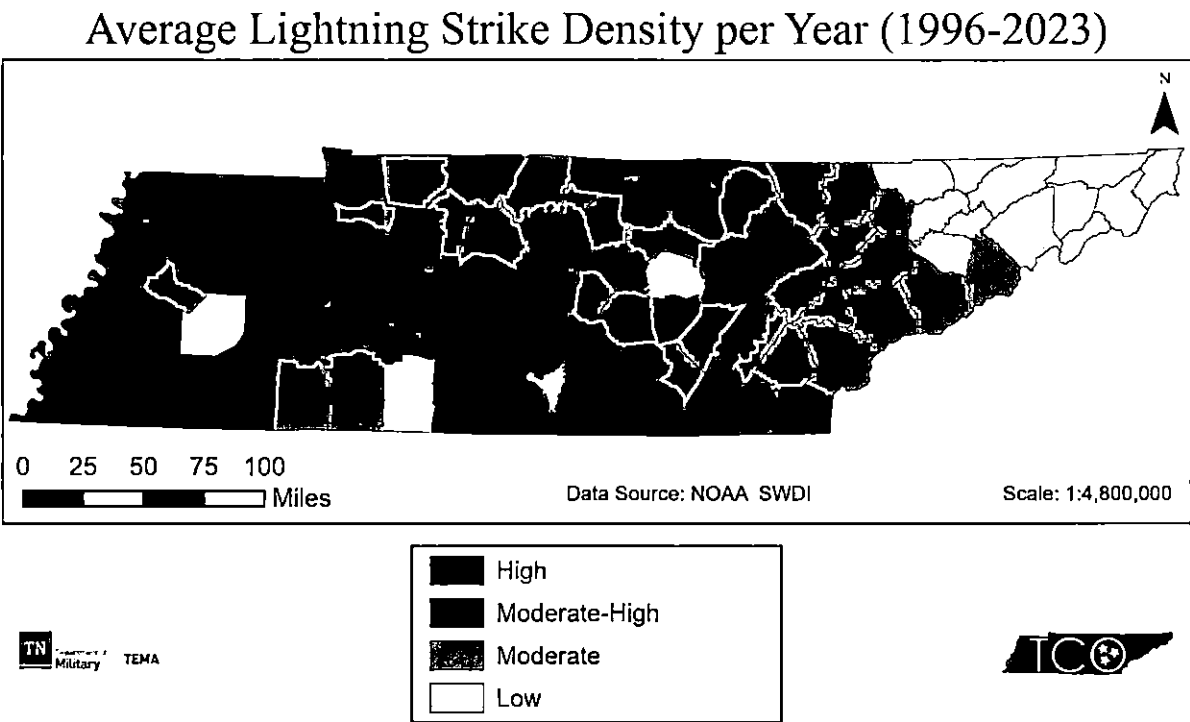 Average Lightning Strike Density per Year (1996-2023)
N
0 25 50 75 100
Miles
Data Source: NOAA SWDI
Scale: 1:4,800,000
High
Moderate-High
Moderate
Low
TN
Military
TEMA
TCO